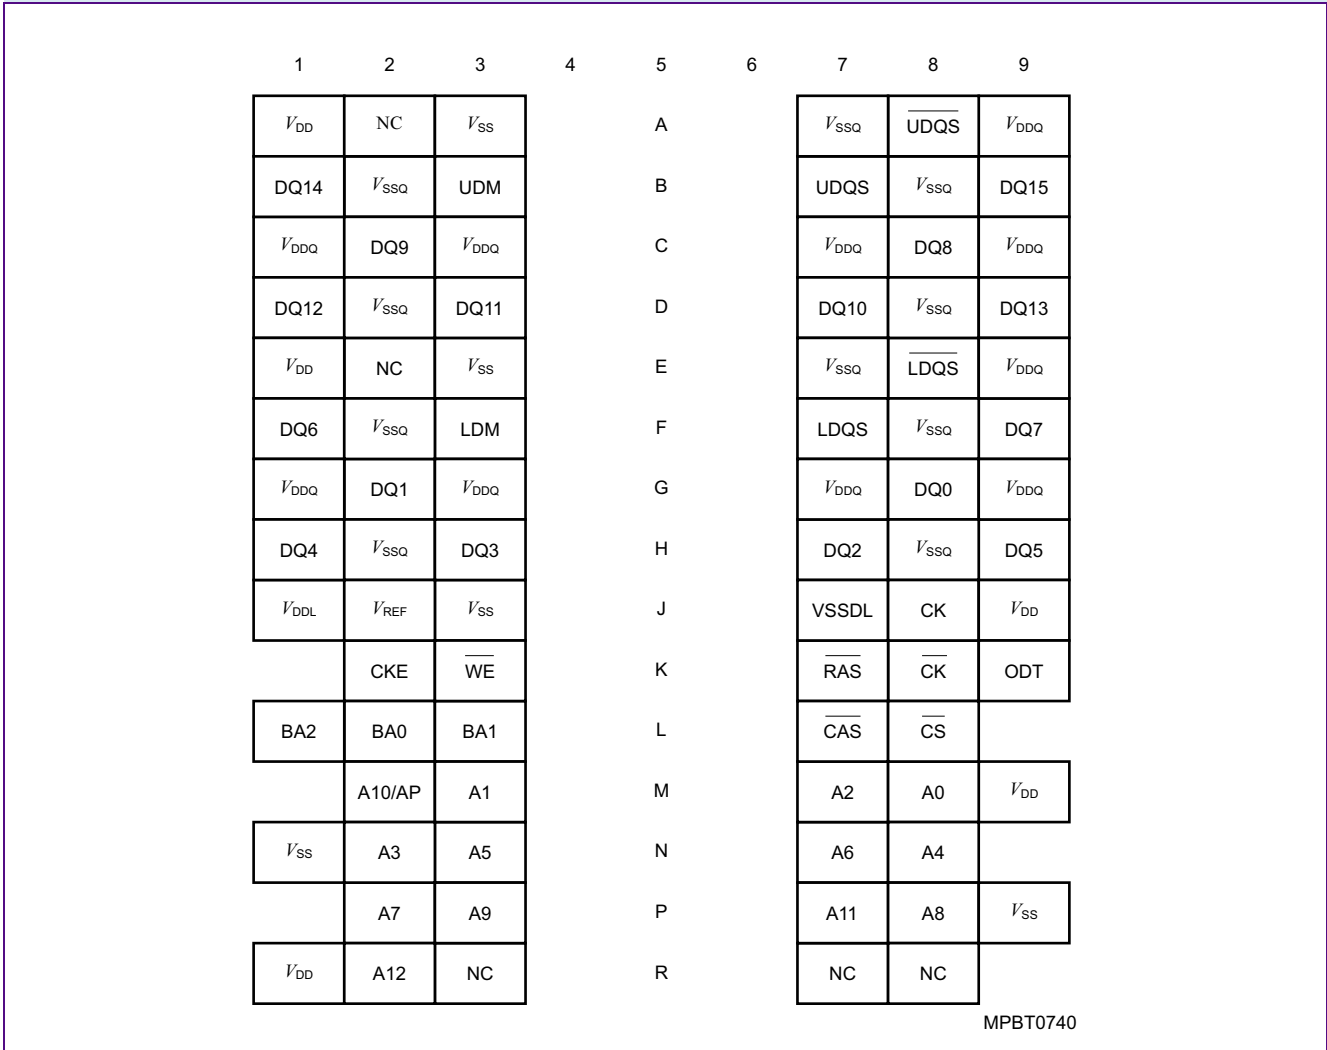 1 2 3 4 5 6 7 8 9
VDD NC VSS A VSSQ UDQS VDDQ
DQ14 VSSQ UDM B UDQS VSSQ DQ15
VDDQ DQ9 VDDQ C VDDQ DQ8 VDDQ
DQ12 VSSQ DQ11 D DQ10 VSSQ DQ13
VDD NC VSS E VSSQ LDQS VDDQ
DQ6 VSSQ LDM F LDQS VSSQ DQ7
VDDQ DQ1 VDDQ G VDDQ DQ0 VDDQ
DQ4 VSSQ DQ3 H DQ2 VSSQ DQ5
VDDL VREF VSS J VSSDL CK VDD
CKE WE K RAS CK ODT
BA2 BA0 BA1 L CAS CS
A10/AP A1 M A2 A0 VDD
VSS A3 A5 N A6 A4
A7 A9 P A11 A8 VSS
VDD A12 NC R NC NC
MPBT0740